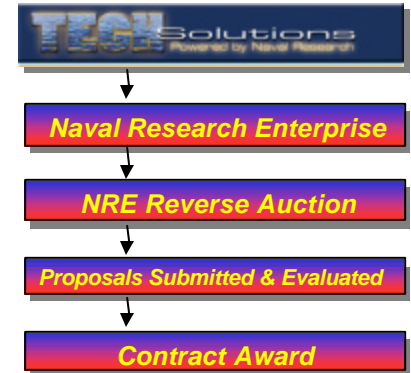 TECH Solutions
Powered by Naval Research
Naval Research Enterprise
NRE Reverse Auction
Proposals Submitted & Evaluated
Contract Award